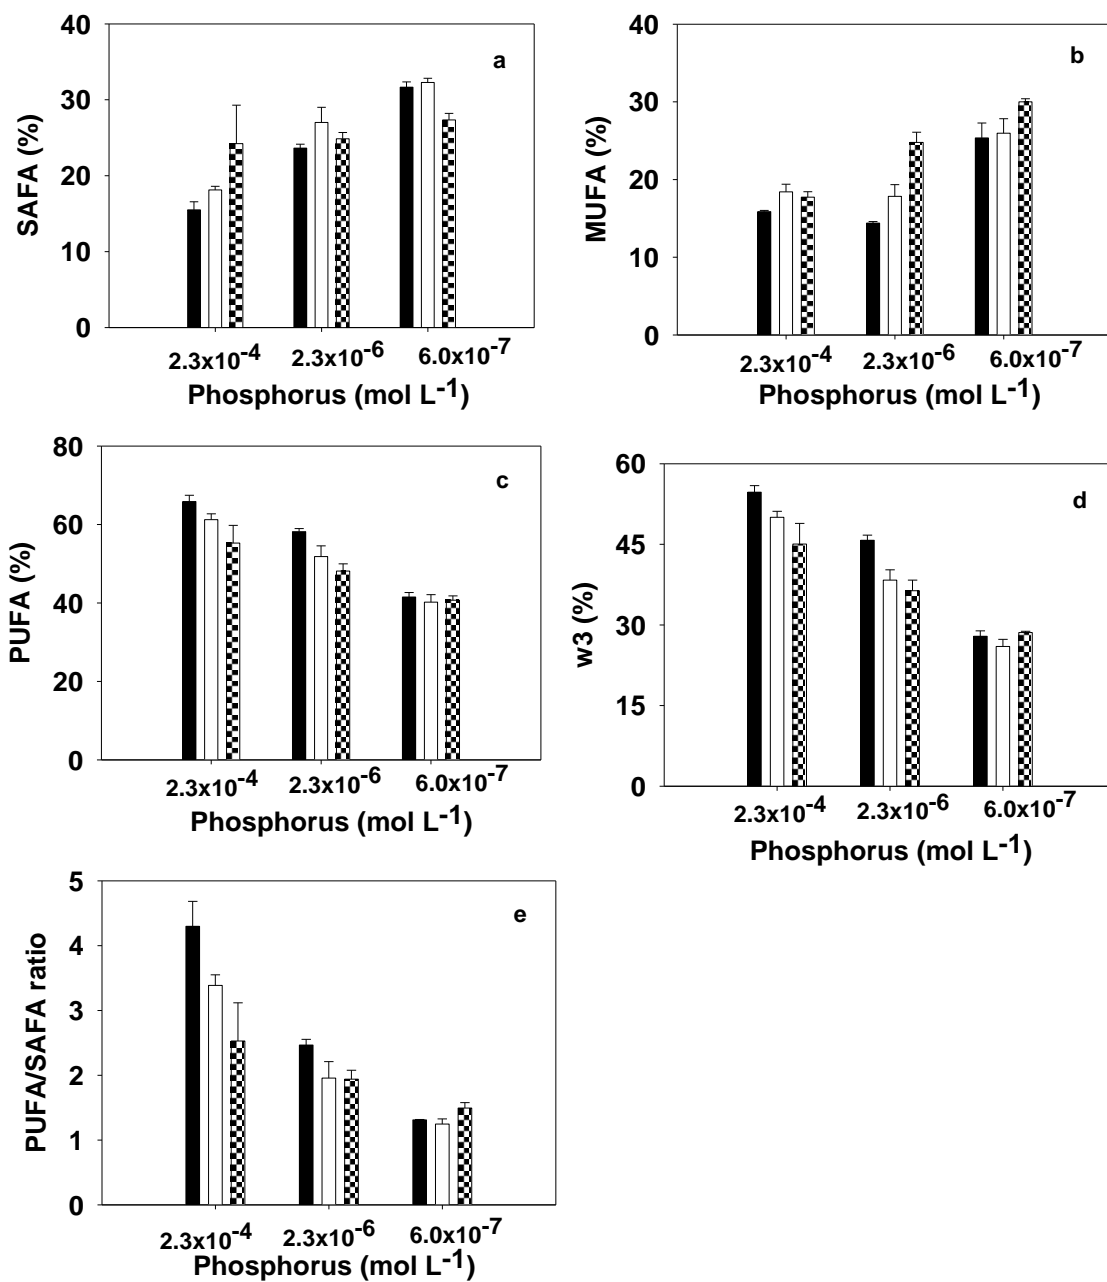 a
SAFA (%)
40
30
20
10
0
2.3x10-4
2.3x10-6
6.0x10-7
Phosphorus (mol L-1)
b
MUFA (%)
40
30
20
10
0
2.3x10-4
2.3x10-6
6.0x10-7
Phosphorus (mol L-1)
c
PUFA (%)
80
60
40
20
0
2.3x10-4
2.3x10-6
6.0x10-7
Phosphorus (mol L-1)
d
w3 (%)
60
45
30
15
0
2.3x10-4
2.3x10-6
6.0x10-7
Phosphorus (mol L-1)
e
PUFA/SAFA ratio
5
4
3
2
1
0
2.3x10-4
2.3x10-6
6.0x10-7
Phosphorus (mol L-1)